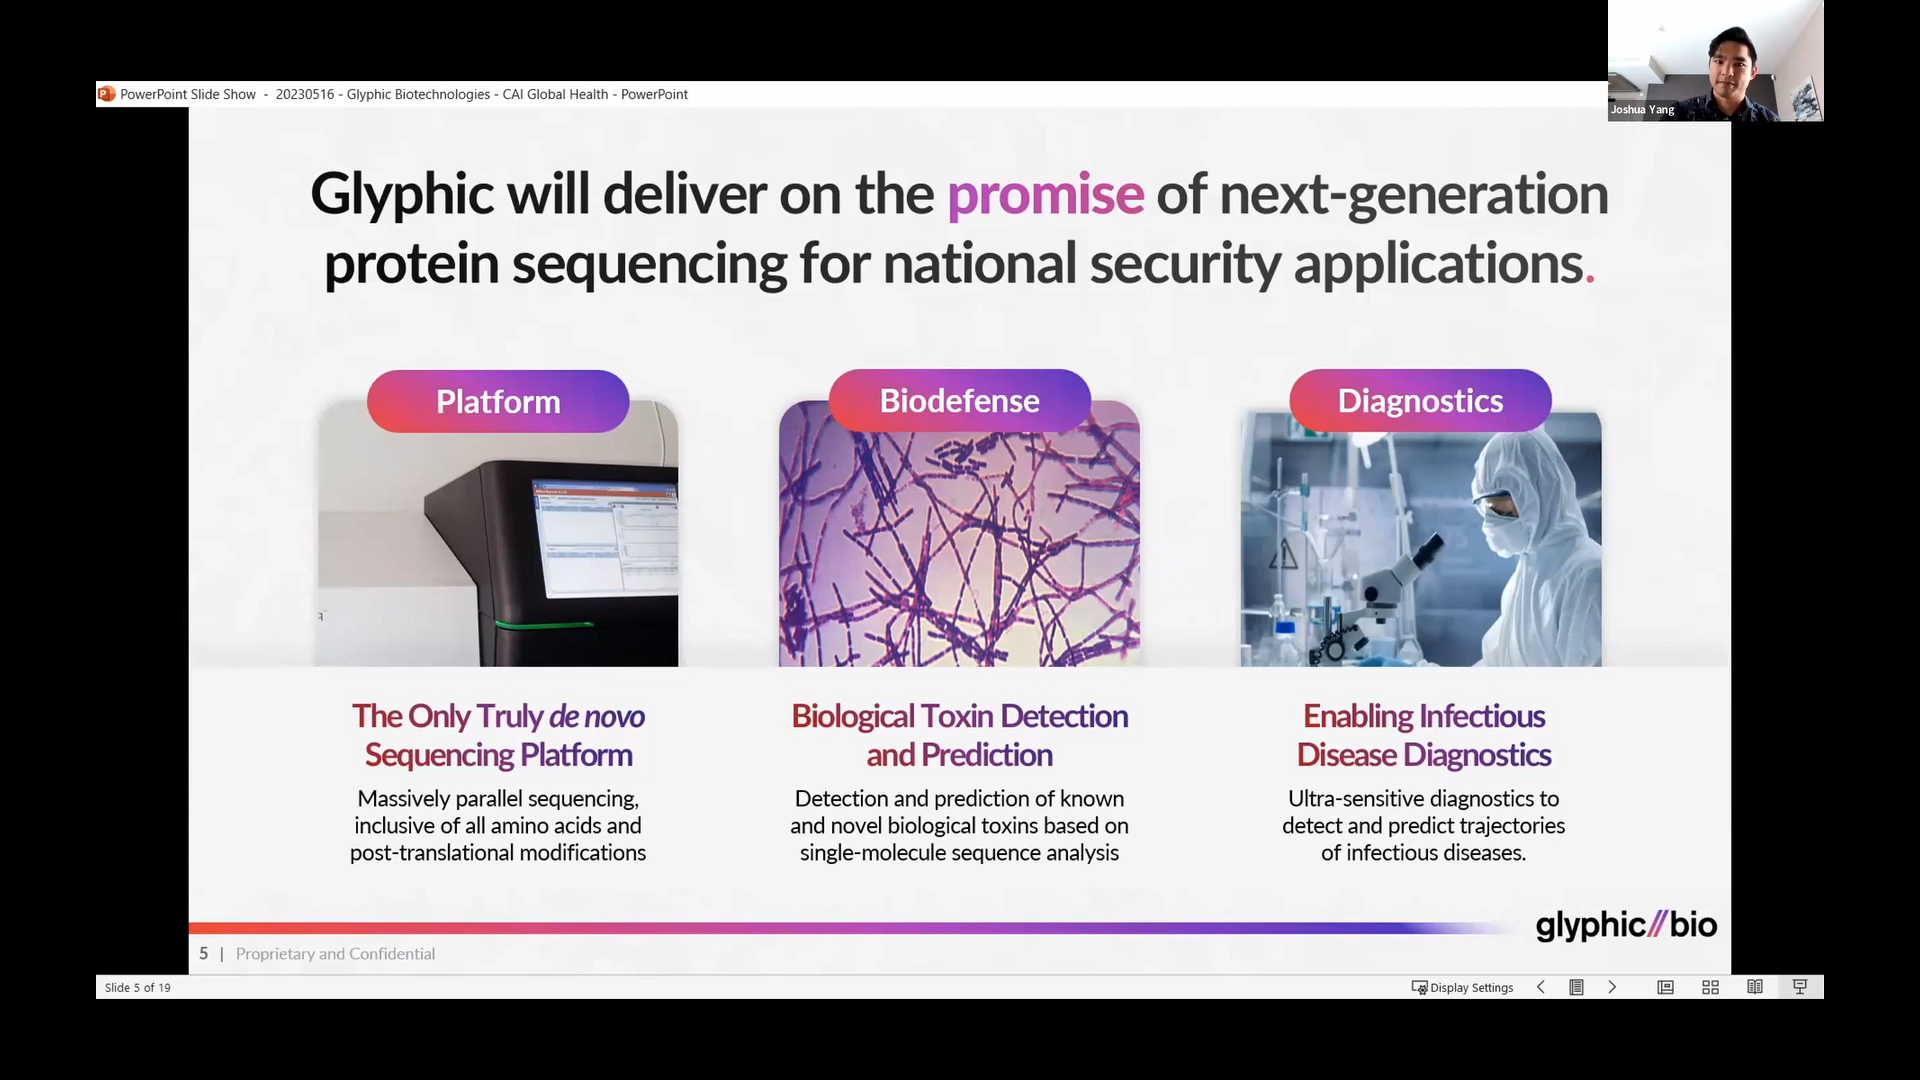 Joshua Yang
PowerPoint Slide Show - 20230516 - Glyphic Biotechnologies - CAI Global Health - PowerPoint
Glyphic will deliver on the promise of next-generation
protein sequencing for national security applications.
Platform
Biodefense
Diagnostics
The Only Truly de novo
Sequencing Platform
Massively parallel sequencing,
inclusive of all amino acids and
post-translational modifications
Biological Toxin Detection
and Prediction
Detection and prediction of known
and novel biological toxins based on
single-molecule sequence analysis
Enabling Infectious
Disease Diagnostics
Ultra-sensitive diagnostics to
detect and predict trajectories
of infectious diseases.
glyphic//bio
5 | Proprietary and Confidential
Slide 5 of 19
Display Settings